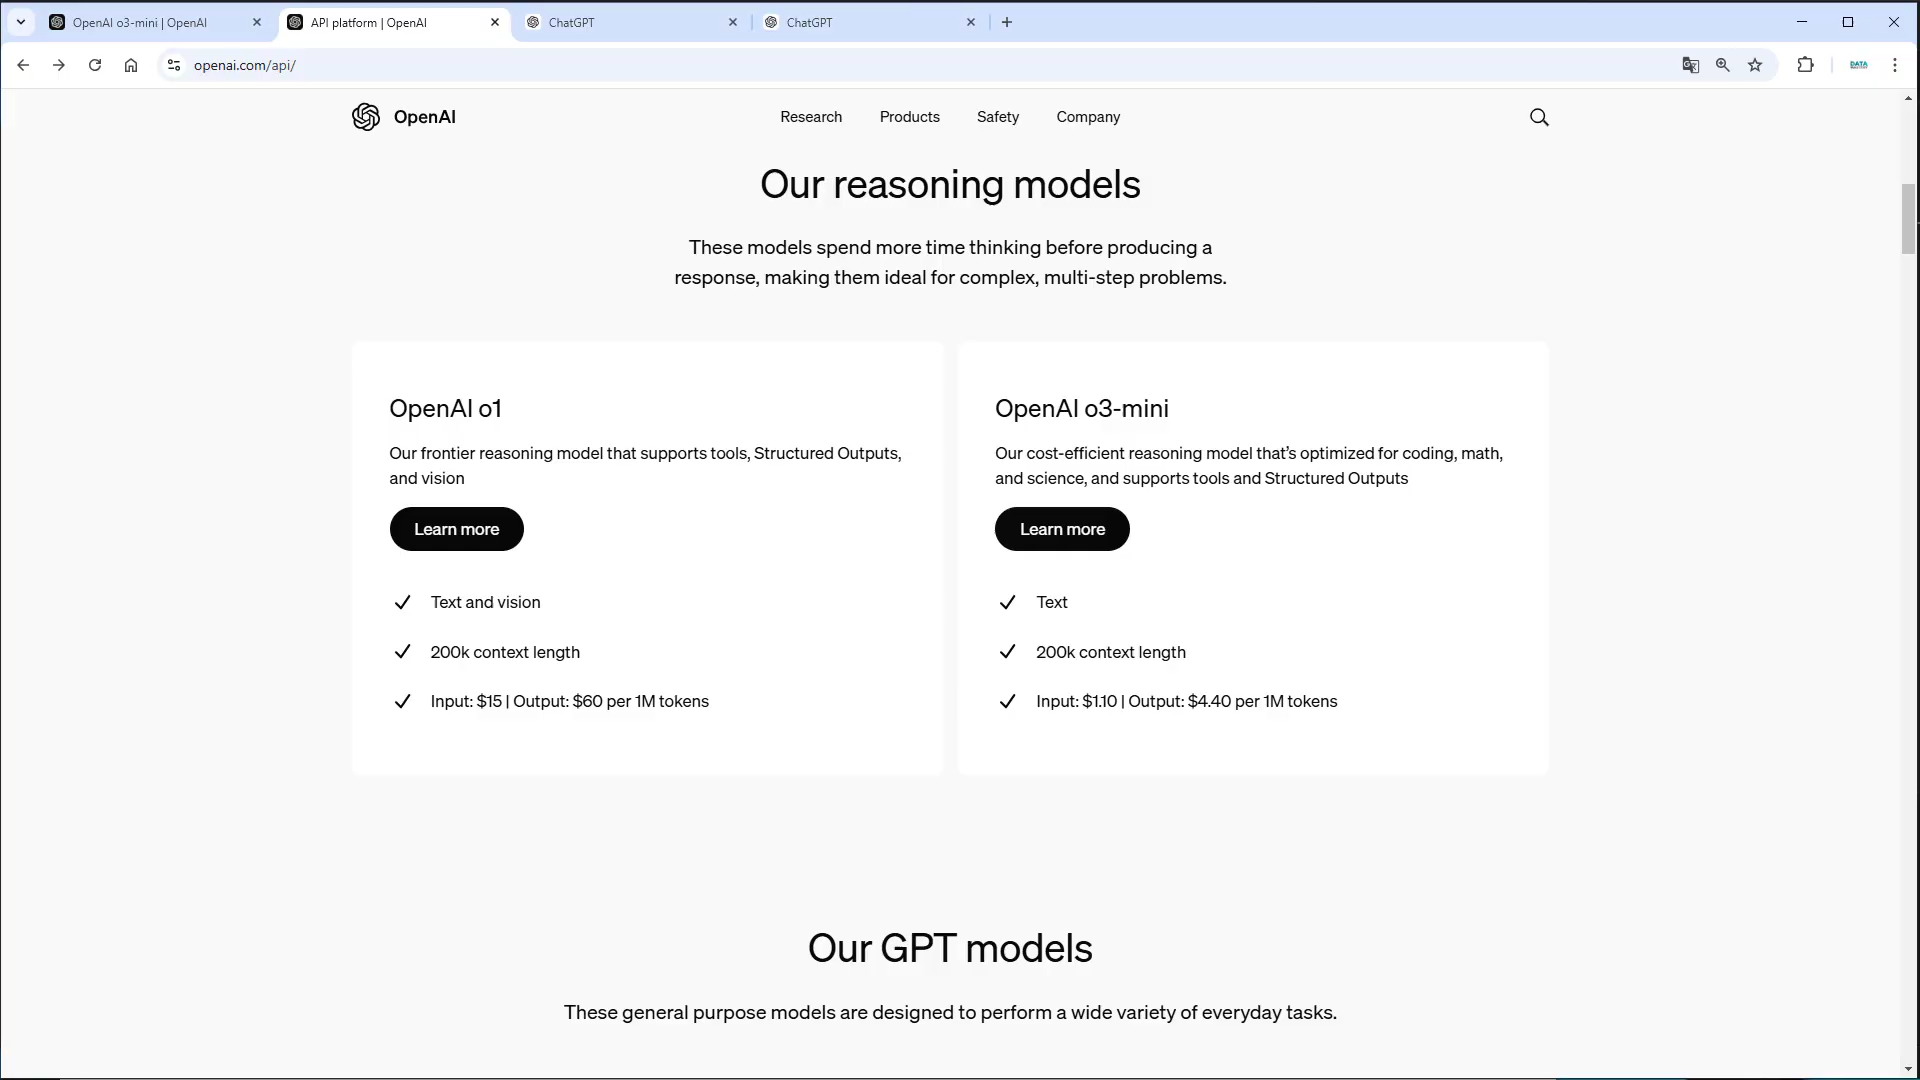 OpenAI o3-mini | OpenAI
API platform | OpenAI
ChatGPT
ChatGPT
openai.com/api/
DATA
OpenAI
Research
Products
Safety
Company
Our reasoning models
These models spend more time thinking before producing a
response, making them ideal for complex, multi-step problems.
OpenAI o1
Our frontier reasoning model that supports tools, Structured Outputs,
and vision
Learn more
Text and vision
200k context length
Input: $15 | Output: $60 per 1M tokens
OpenAI o3-mini
Our cost-efficient reasoning model that’s optimized for coding, math,
and science, and supports tools and Structured Outputs
Learn more
Text
200k context length
Input: $1.10 | Output: $4.40 per 1M tokens
Our GPT models
These general purpose models are designed to perform a wide variety of everyday tasks.